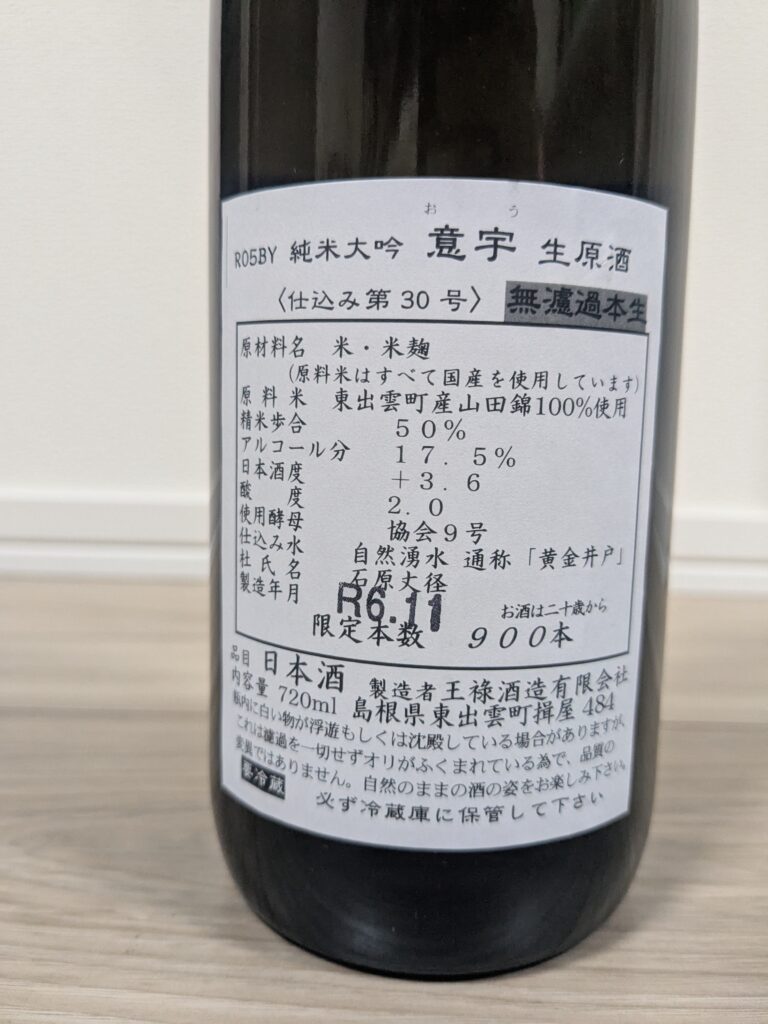 おう
R05BY 純米大吟 意宇 生原酒
〈仕込み第30号〉 無濾過本生
原材料名 米・米麹
(原料米はすべて国産を使用しています)
原料米 東出雲町産山田錦100%使用
精米歩合 50%
アルコール分 17.5%
日本酒度 +3.6
酸度 2.0
使用酵母 協会9号
仕込み水 自然湧水 通称「黄金井戸」
杜氏名 石原丈径
製造年月 R6.11
お酒は二十歳から
限定本数 900本
品目 日本酒 製造者 王祿酒造有限会社
内容量 720ml 島根県東出雲町揖屋484
瓶内に白い物が浮遊もしくは沈殿している場合がありますが、
これは濾過を一切せずオリがふくまれている為で、品質の
変異ではありません。自然のままの酒の姿をお楽しみ下さい。
要冷蔵 必ず冷蔵庫に保管して下さい